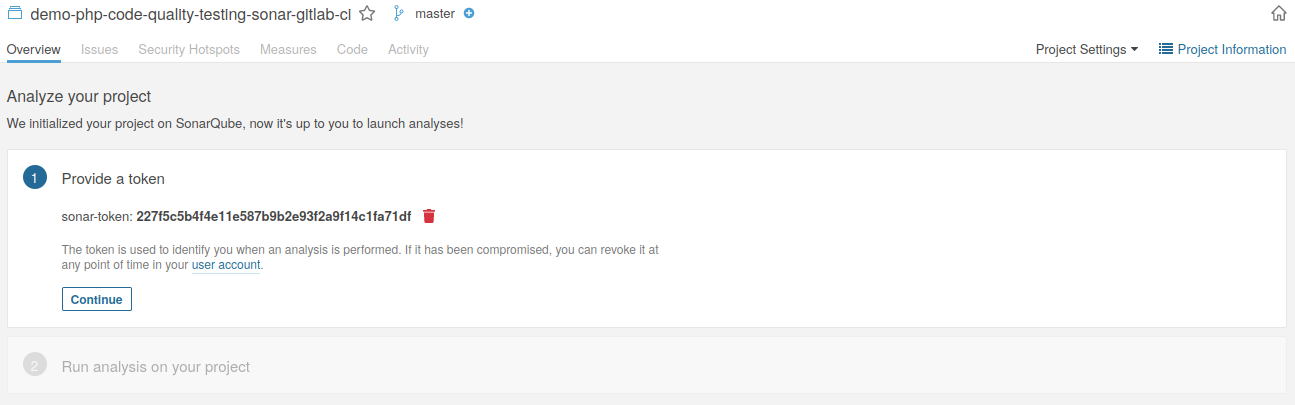 demo-php-code-quality-testing-sonar-gitlab-ci master
Overview Issues Security Hotspots Measures Code Activity Project Settings Project Information
Analyze your project
We initialized your project on SonarQube, now it's up to you to launch analyses!
1 Provide a token
sonar-token: 227f5c5b4f4e11e587b9b2e93f2a9f14c1fa71df
The token is used to identify you when an analysis is performed. If it has been compromised, you can revoke it at
any point of time in your user account.
Continue
2 Run analysis on your project